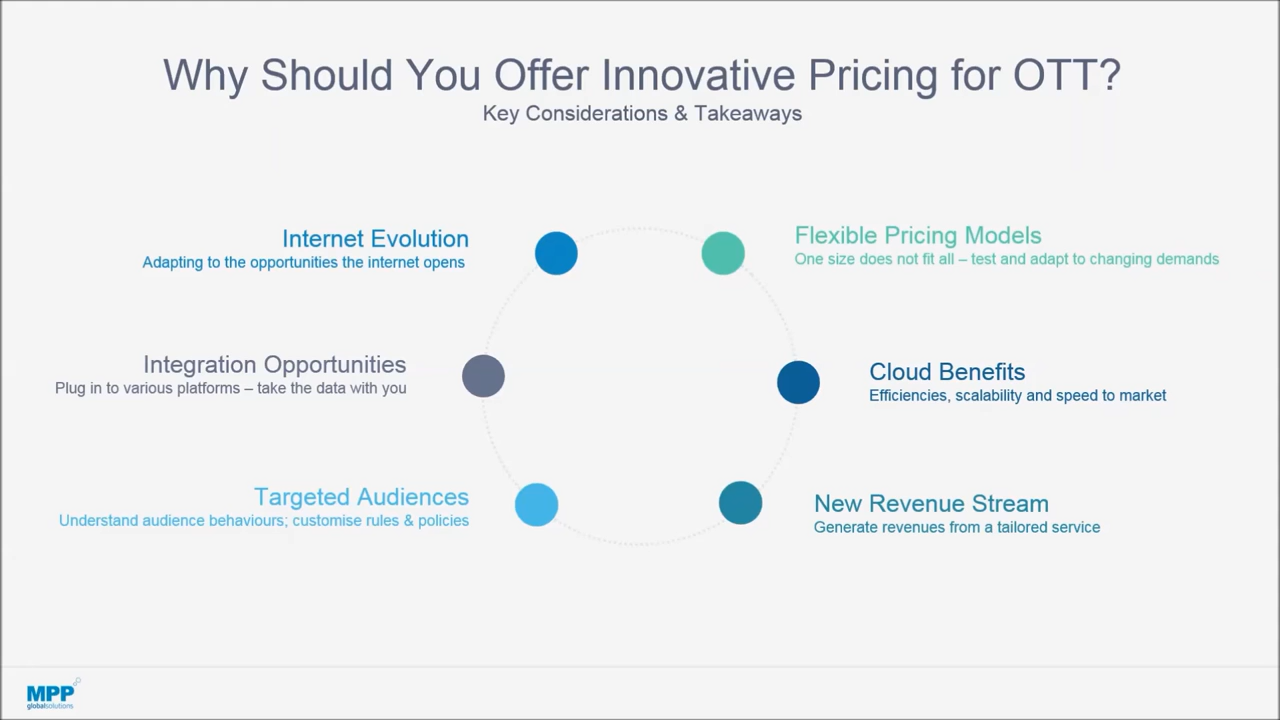 Why Should You Offer Innovative Pricing for OTT?
Key Considerations & Takeaways
Internet Evolution
Adapting to the opportunities the internet opens
Flexible Pricing Models
One size does not fit all – test and adapt to changing demands
Integration Opportunities
Plug in to various platforms – take the data with you
Cloud Benefits
Efficiencies, scalability and speed to market
Targeted Audiences
Understand audience behaviours; customise rules & policies
New Revenue Stream
Generate revenues from a tailored service
MPP
globalsolutions